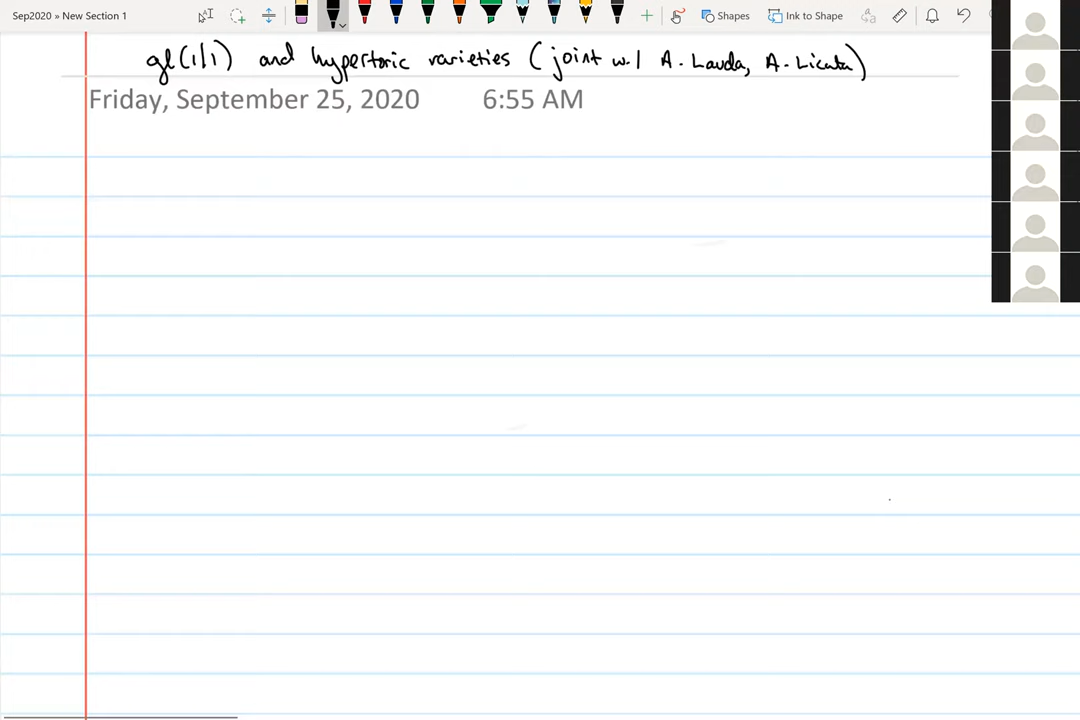 Sep2020 » New Section 1
Shapes
Ink to Shape
gl(1|1) and hypertoric varieties (joint w/ A. Lauda, A. Licata)
Friday, September 25, 2020 6:55 AM